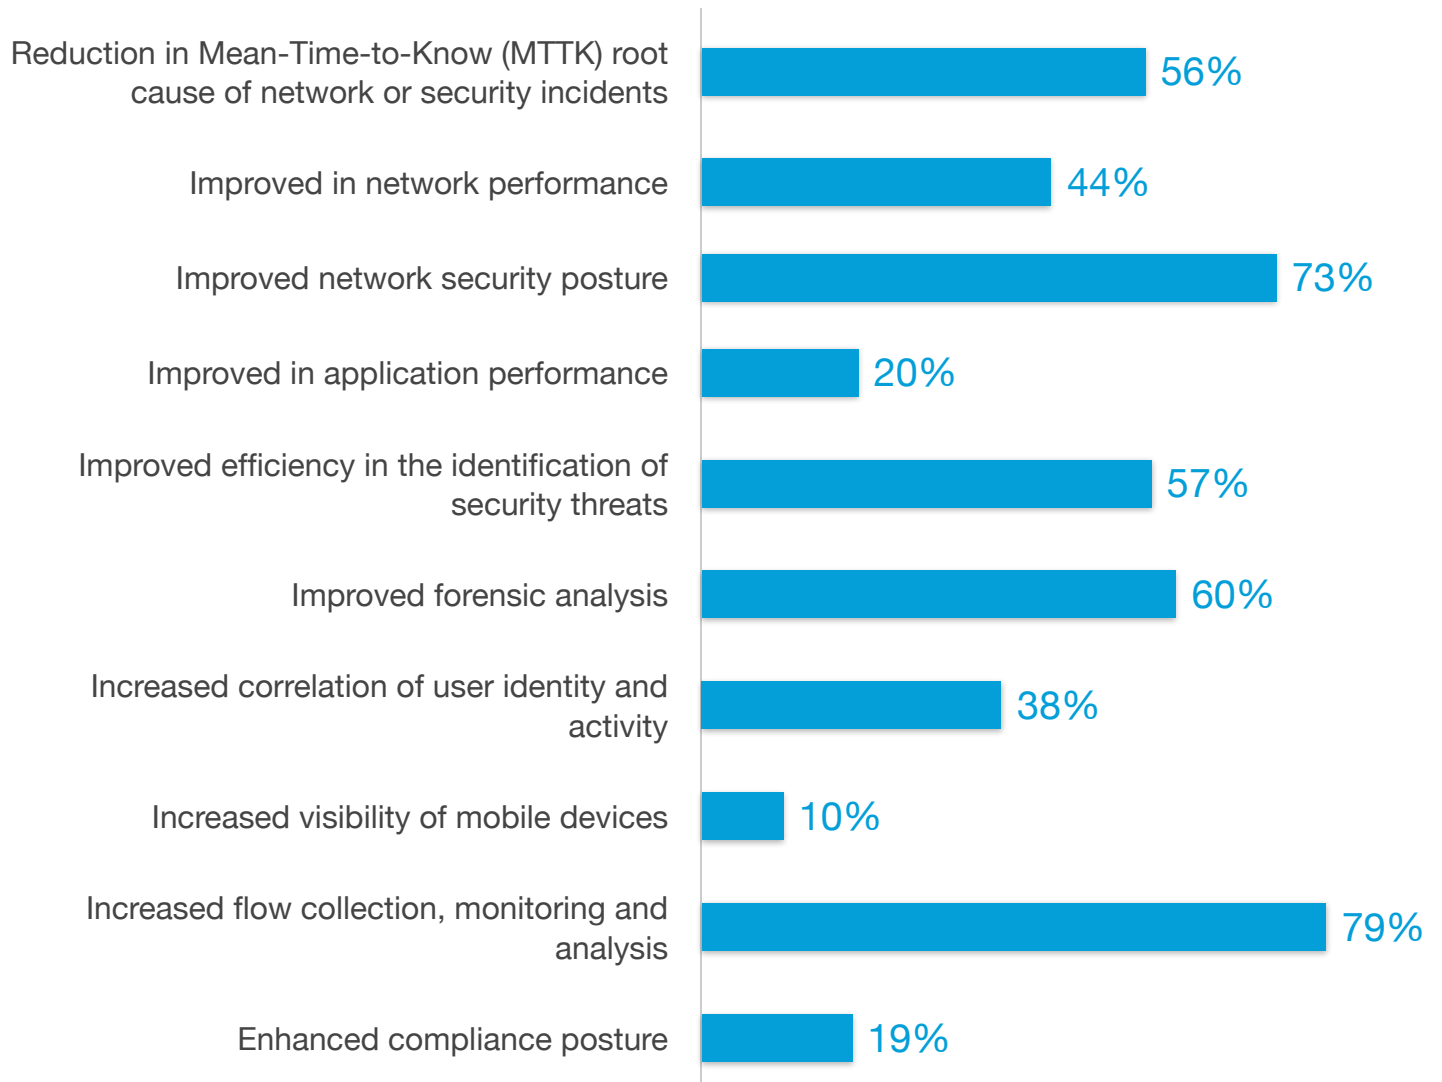 Reduction in Mean-Time-to-Know (MTTK) root
cause of network or security incidents
56%
Improved in network performance
44%
Improved network security posture
73%
Improved in application performance
20%
Improved efficiency in the identification of
security threats
57%
Improved forensic analysis
60%
Increased correlation of user identity and
activity
38%
Increased visibility of mobile devices
10%
Increased flow collection, monitoring and
analysis
79%
Enhanced compliance posture
19%